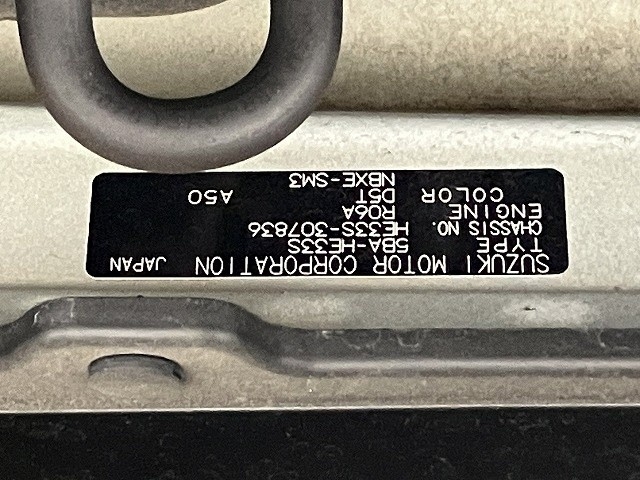 SUZUKI MOTOR CORPORATION JAPAN
TYPE 5BA-HE33S
CHASSIS NO. HE33S-307836
ENGINE R06A
COLOR D5T A50
NBXE-SM3